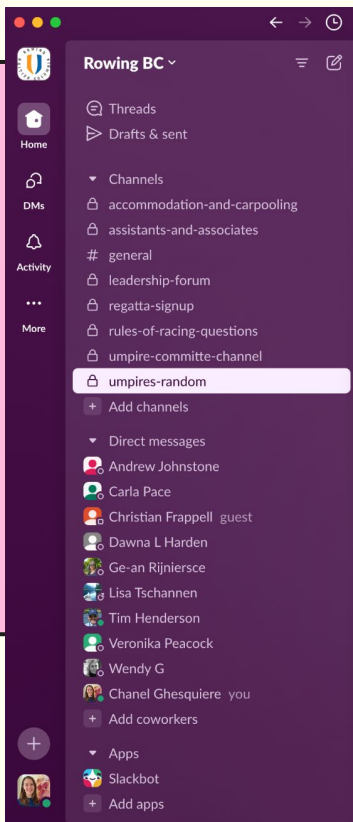 Rowing BC
Threads
Drafts & sent
Home
Channels
DMs
accommodation-and-carpooling
assistants-and-associates
# general
Activity
leadership-forum
regatta-signup
More
rules-of-racing-questions
umpire-committe-channel
umpires-random
+ Add channels
Direct messages
Andrew Johnstone
Carla Pace
Christian Frappell guest
Dawna L Harden
Ge-an Rijniersce
Lisa Tschannen
Tim Henderson
Veronika Peacock
Wendy G
Chanel Ghesquiere you
+ Add coworkers
Apps
Slackbot
+ Add apps